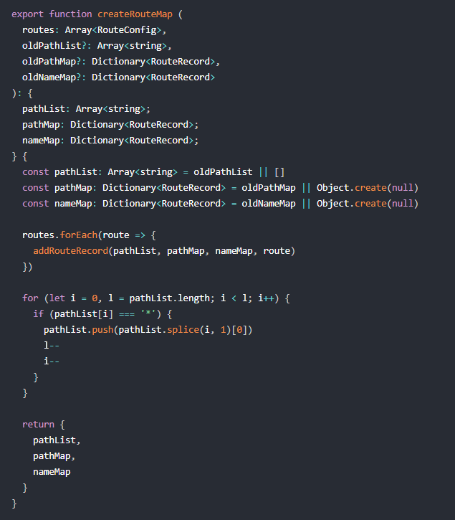 export function createRouteMap (
  routes: Array<RouteConfig>,
  oldPathList?: Array<string>,
  oldPathMap?: Dictionary<RouteRecord>,
  oldNameMap?: Dictionary<RouteRecord>
): {
  pathList: Array<string>;
  pathMap: Dictionary<RouteRecord>;
  nameMap: Dictionary<RouteRecord>;
} {
  const pathList: Array<string> = oldPathList || []
  const pathMap: Dictionary<RouteRecord> = oldPathMap || Object.create(null)
  const nameMap: Dictionary<RouteRecord> = oldNameMap || Object.create(null)

  routes.forEach(route => {
    addRouteRecord(pathList, pathMap, nameMap, route)
  })

  for (let i = 0, l = pathList.length; i < l; i++) {
    if (pathList[i] === '*') {
      pathList.push(pathList.splice(i, 1)[0])
      l--
      i--
    }
  }

  return {
    pathList,
    pathMap,
    nameMap
  }
}